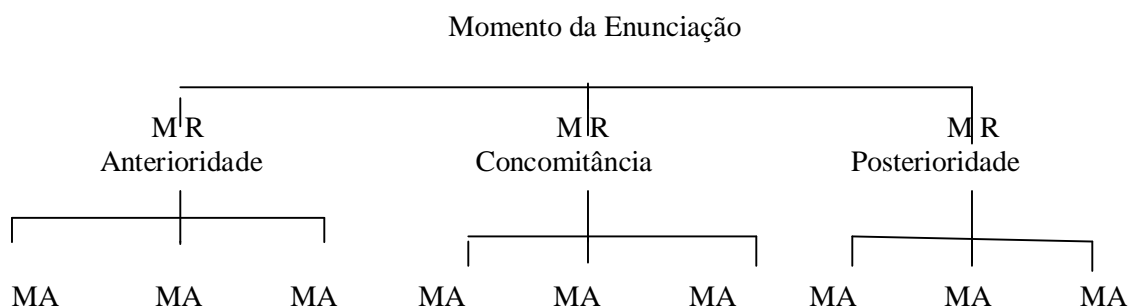 Momento da Enunciação
M R M R M R
Anterioridade Concomitância Posterioridade
MA MA MA MA MA MA MA MA MA